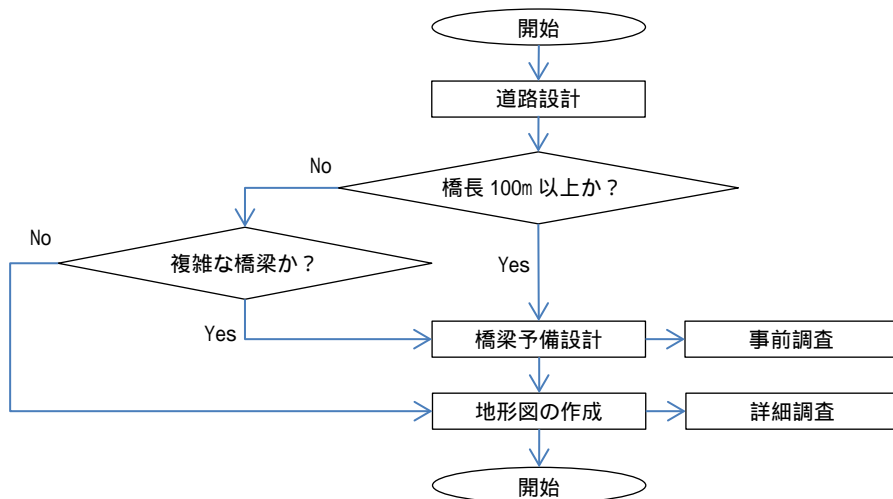 開始
道路設計
No
橋長 100m 以上か？
No
複雑な橋梁か？
Yes
Yes
橋梁予備設計
事前調査
地形図の作成
詳細調査
開始